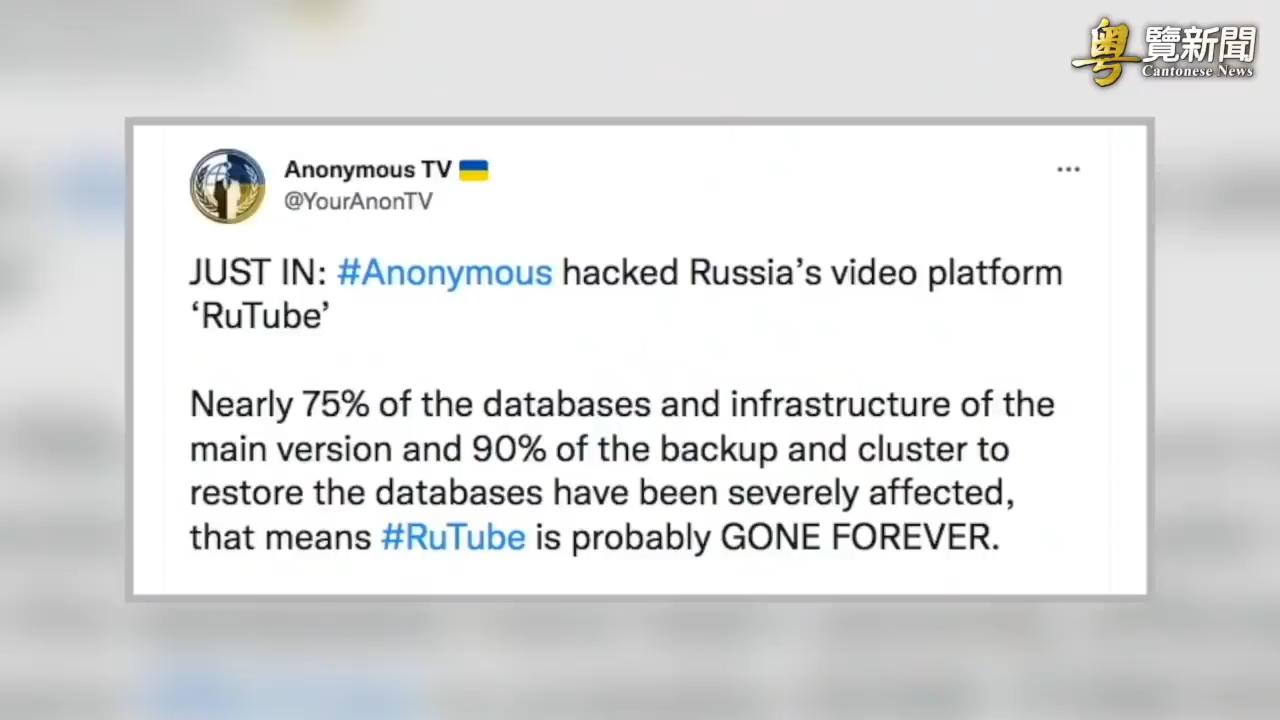 粵覽新聞
Cantonese News
Anonymous TV
@YourAnonTV
JUST IN: #Anonymous hacked Russia’s video platform
‘RuTube’
Nearly 75% of the databases and infrastructure of the
main version and 90% of the backup and cluster to
restore the databases have been severely affected,
that means #RuTube is probably GONE FOREVER.